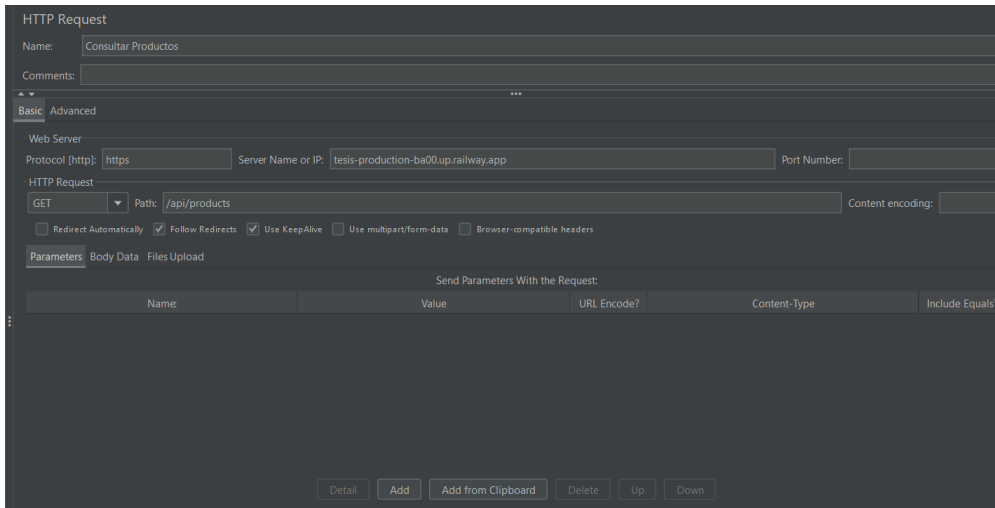 HTTP Request
Name: Consultar Productos
Comments:
Basic Advanced
Web Server
Protocol [http]: https Server Name or IP: tesis-production-ba00.up.railway.app Port Number:
HTTP Request
GET Path: /api/products Content encoding:
Redirect Automatically Follow Redirects Use KeepAlive Use multipart/form-data Browser-compatible headers
Parameters Body Data Files Upload
Send Parameters With the Request:
Name: Value URL Encode? Content-Type Include Equals?
Detail Add Add from Clipboard Delete Up Down